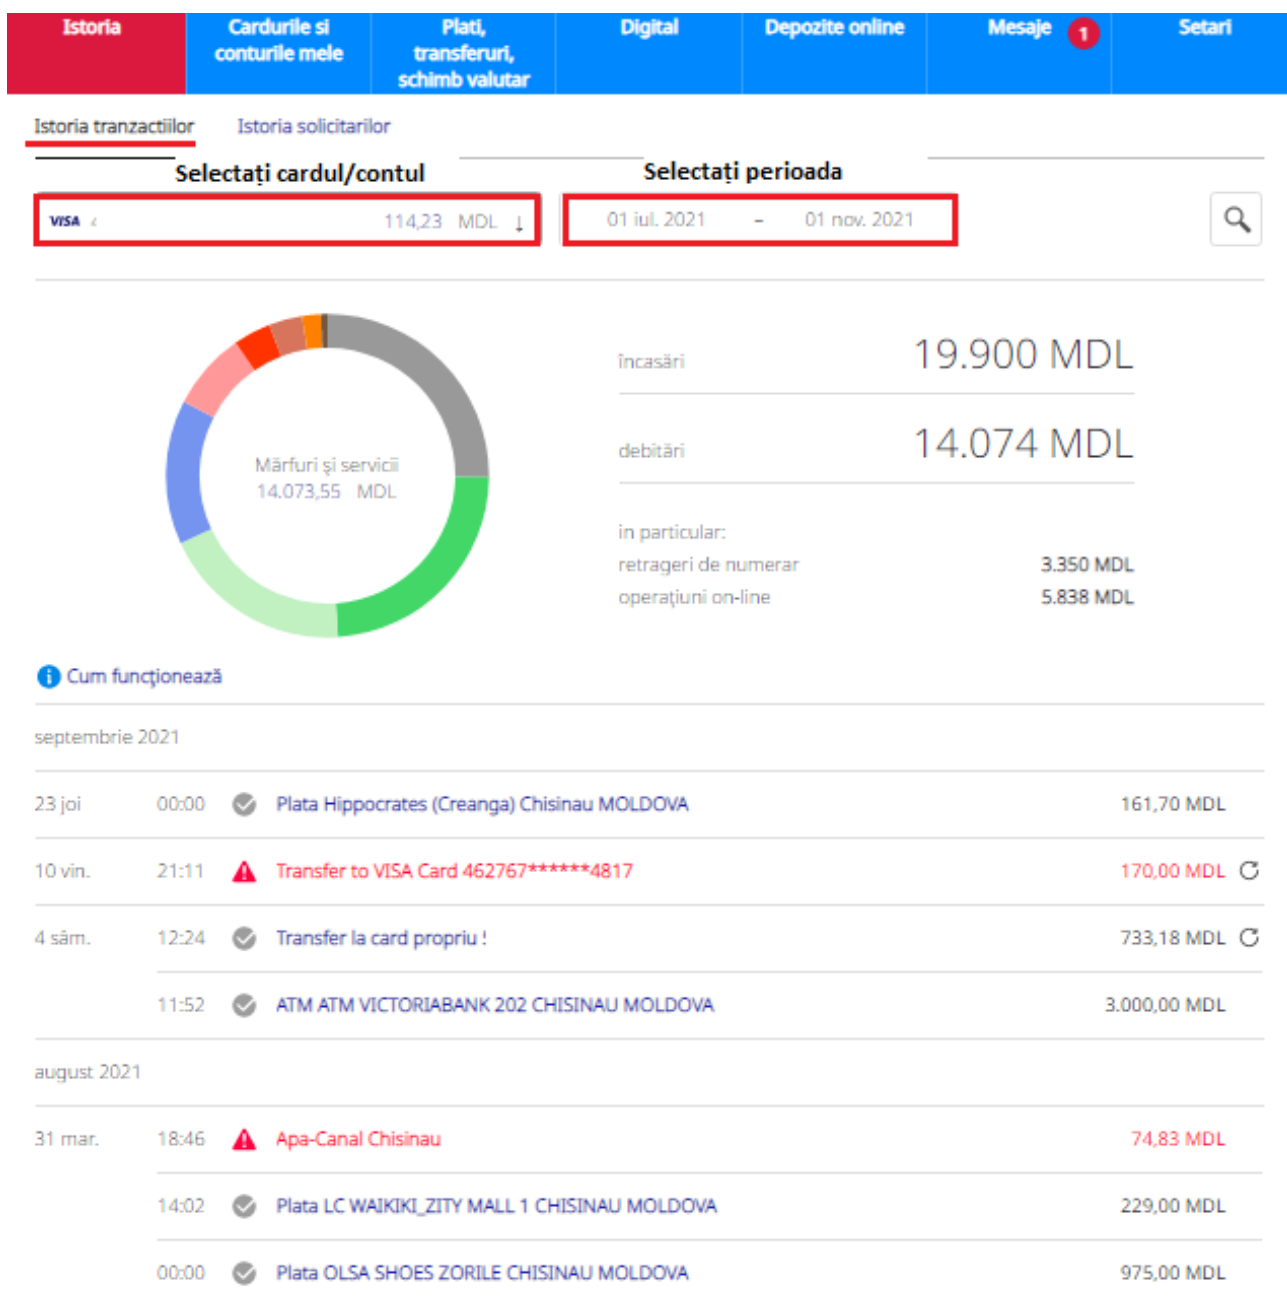 Istoria
Cardurile si
conturile mele
Plati,
transferuri,
schimb valutar
Digital
Depozite online
Mesaje 1
Setari
Istoria tranzactiilor Istoria solicitarilor
Selectați cardul/contul Selectați perioada
VISA 114,23 MDL ↓ 01 iul. 2021 – 01 nov. 2021
Mărfuri şi servicii
14.073,55 MDL
încasări 19.900 MDL
debitări 14.074 MDL
in particular:
retrageri de numerar 3.350 MDL
operaţiuni on-line 5.838 MDL
i Cum funcţionează
septembrie 2021
23 joi 00:00 Plata Hippocrates (Creanga) Chisinau MOLDOVA 161,70 MDL
10 vin. 21:11 Transfer to VISA Card 462767******4817 170,00 MDL
4 sâm. 12:24 Transfer la card propriu ! 733,18 MDL
11:52 ATM ATM VICTORIABANK 202 CHISINAU MOLDOVA 3.000,00 MDL
august 2021
31 mar. 18:46 Apa-Canal Chisinau 74,83 MDL
14:02 Plata LC WAIKIKI_ZITY MALL 1 CHISINAU MOLDOVA 229,00 MDL
00:00 Plata OLSA SHOES ZORILE CHISINAU MOLDOVA 975,00 MDL